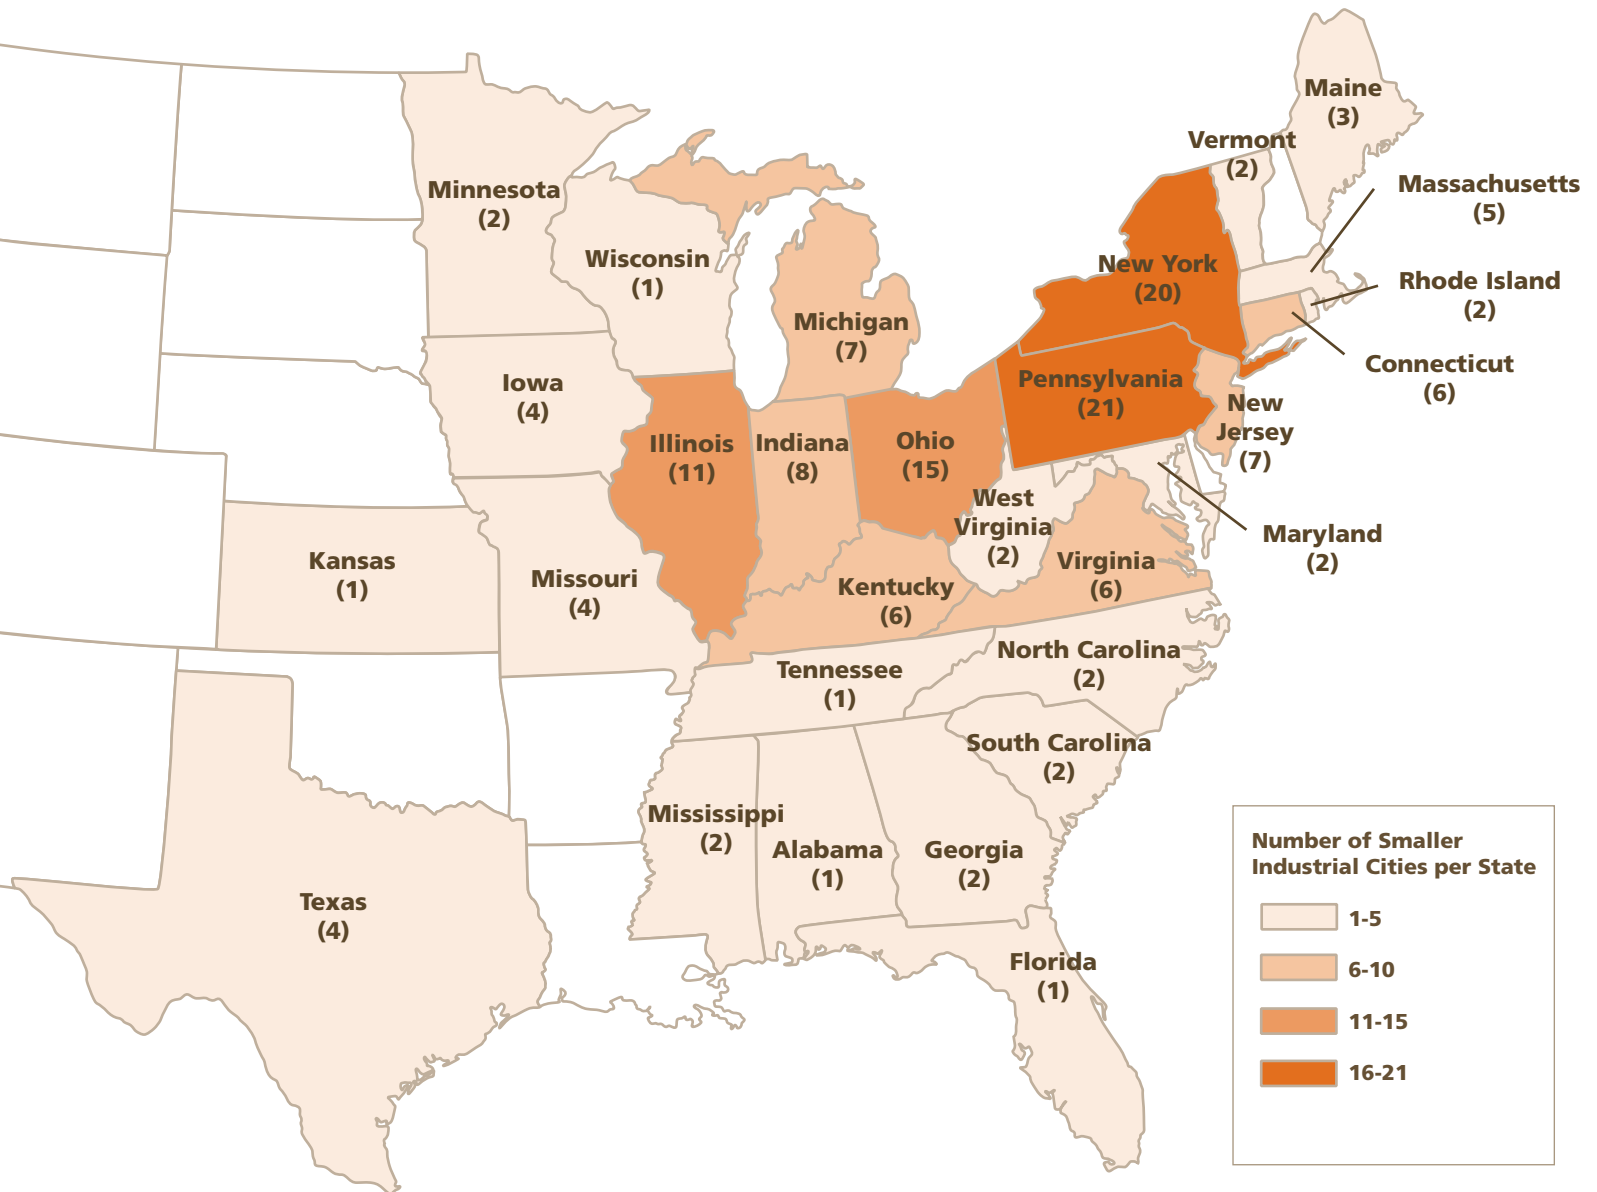 Maine
(3)
Vermont
(2)
Massachusetts
(5)
Minnesota
(2)
Wisconsin
(1)
New York
(20)
Rhode Island
(2)
Michigan
(7)
Connecticut
(6)
Iowa
(4)
Pennsylvania
(21)
New
Jersey
(7)
Illinois
(11)
Indiana
(8)
Ohio
(15)
West
Virginia
(2)
Maryland
(2)
Kansas
(1)
Missouri
(4)
Kentucky
(6)
Virginia
(6)
Tennessee
(1)
North Carolina
(2)
South Carolina
(2)
Mississippi
(2)
Alabama
(1)
Georgia
(2)
Texas
(4)
Florida
(1)
Number of Smaller
Industrial Cities per State
1-5
6-10
11-15
16-21